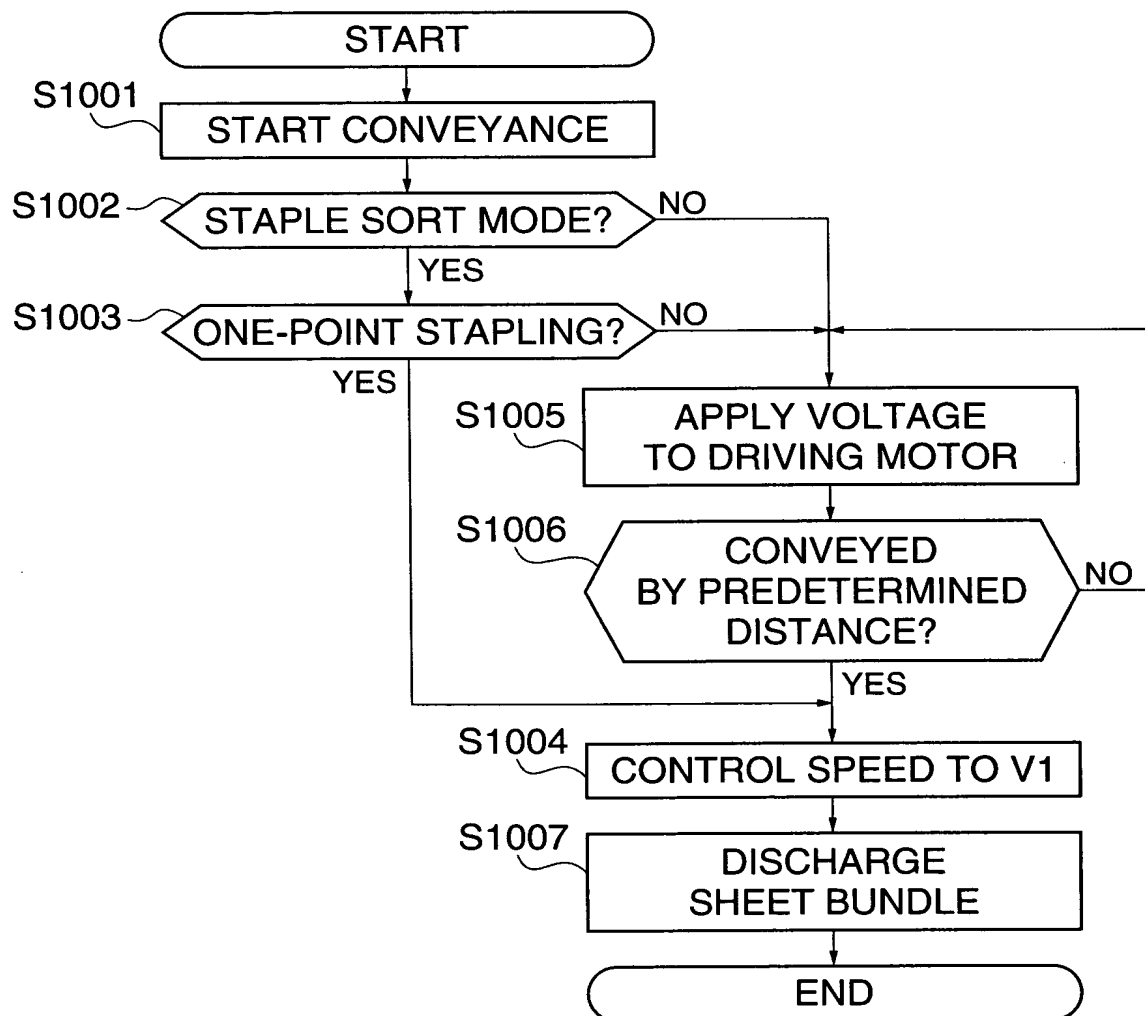 START
S1001
START CONVEYANCE
S1002
STAPLE SORT MODE?
NO
YES
S1003
ONE-POINT STAPLING?
NO
YES
S1005
APPLY VOLTAGE
TO DRIVING MOTOR
S1006
CONVEYED
BY PREDETERMINED
DISTANCE?
NO
YES
S1004
CONTROL SPEED TO V1
S1007
DISCHARGE
SHEET BUNDLE
END